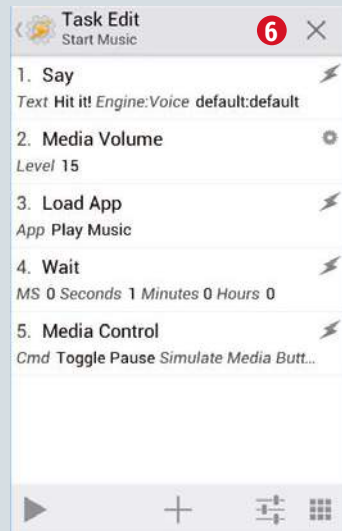 Task Edit
Start Music
6
1. Say
Text Hit it! Engine:Voice default:default
2. Media Volume
Level 15
3. Load App
App Play Music
4. Wait
MS 0 Seconds 1 Minutes 0 Hours 0
5. Media Control
Cmd Toggle Pause Simulate Media Butt...